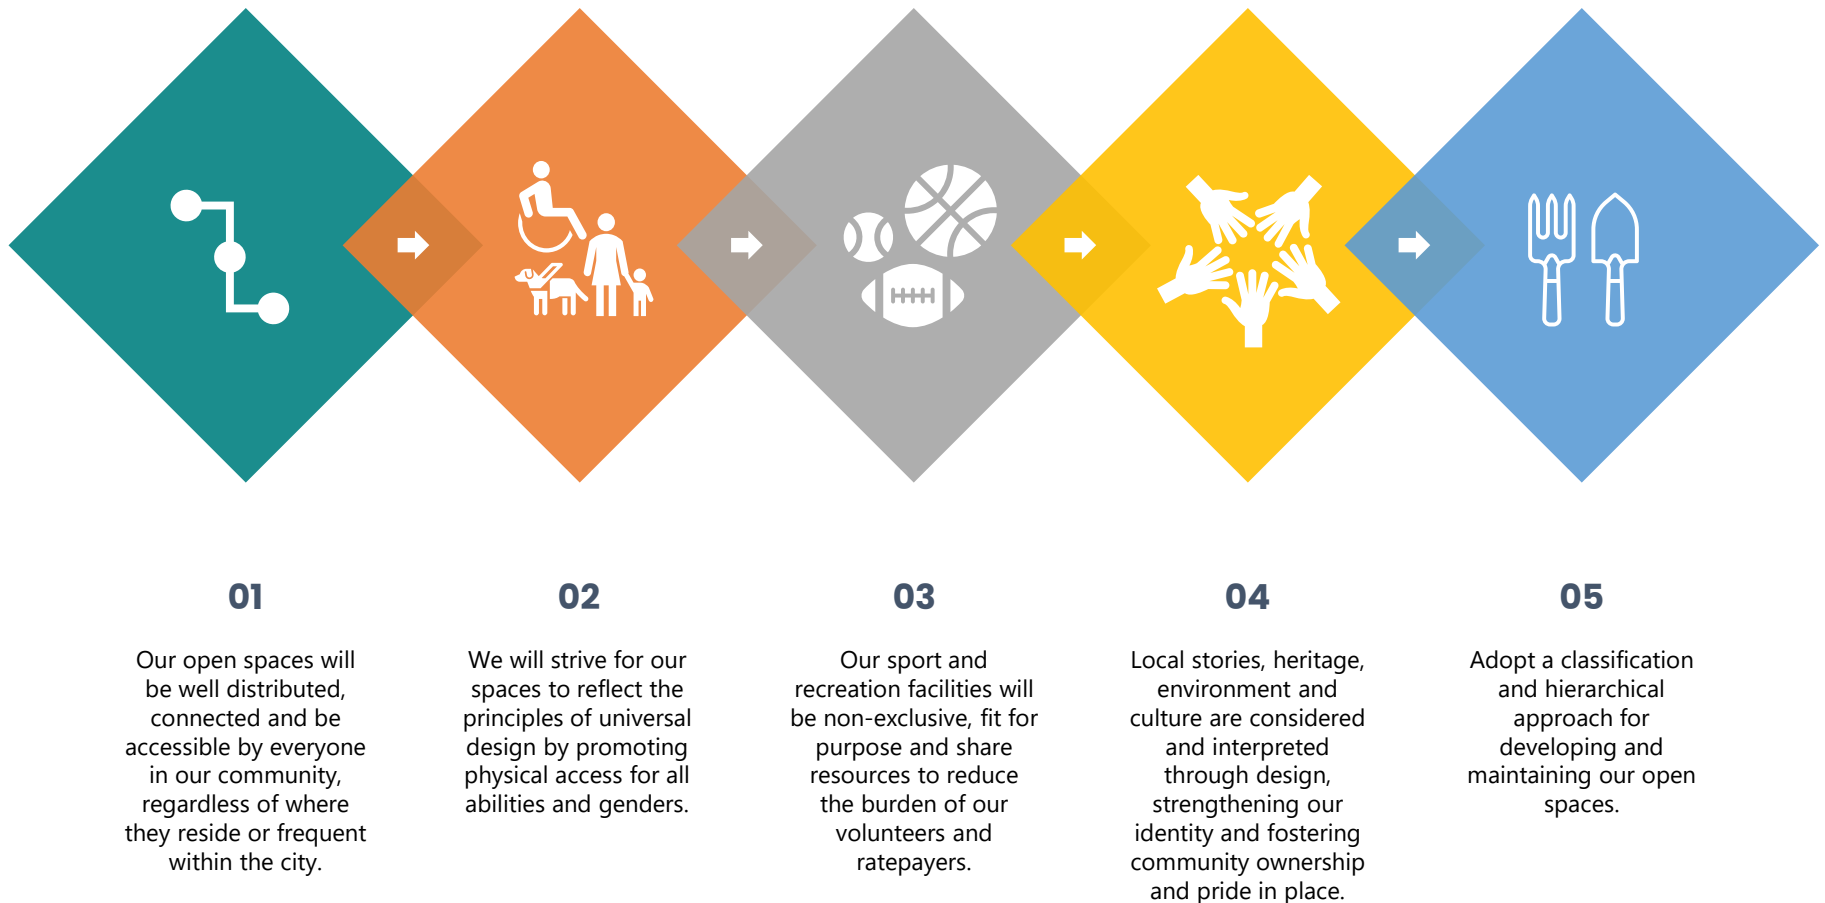 01
Our open spaces will
be well distributed,
connected and be
accessible by everyone
in our community,
regardless of where
they reside or frequent
within the city.
02
We will strive for our
spaces to reflect the
principles of universal
design by promoting
physical access for all
abilities and genders.
03
Our sport and
recreation facilities will
be non-exclusive, fit for
purpose and share
resources to reduce
the burden of our
volunteers and
ratepayers.
04
Local stories, heritage,
environment and
culture are considered
and interpreted
through design,
strengthening our
identity and fostering
community ownership
and pride in place.
05
Adopt a classification
and hierarchical
approach for
developing and
maintaining our open
spaces.